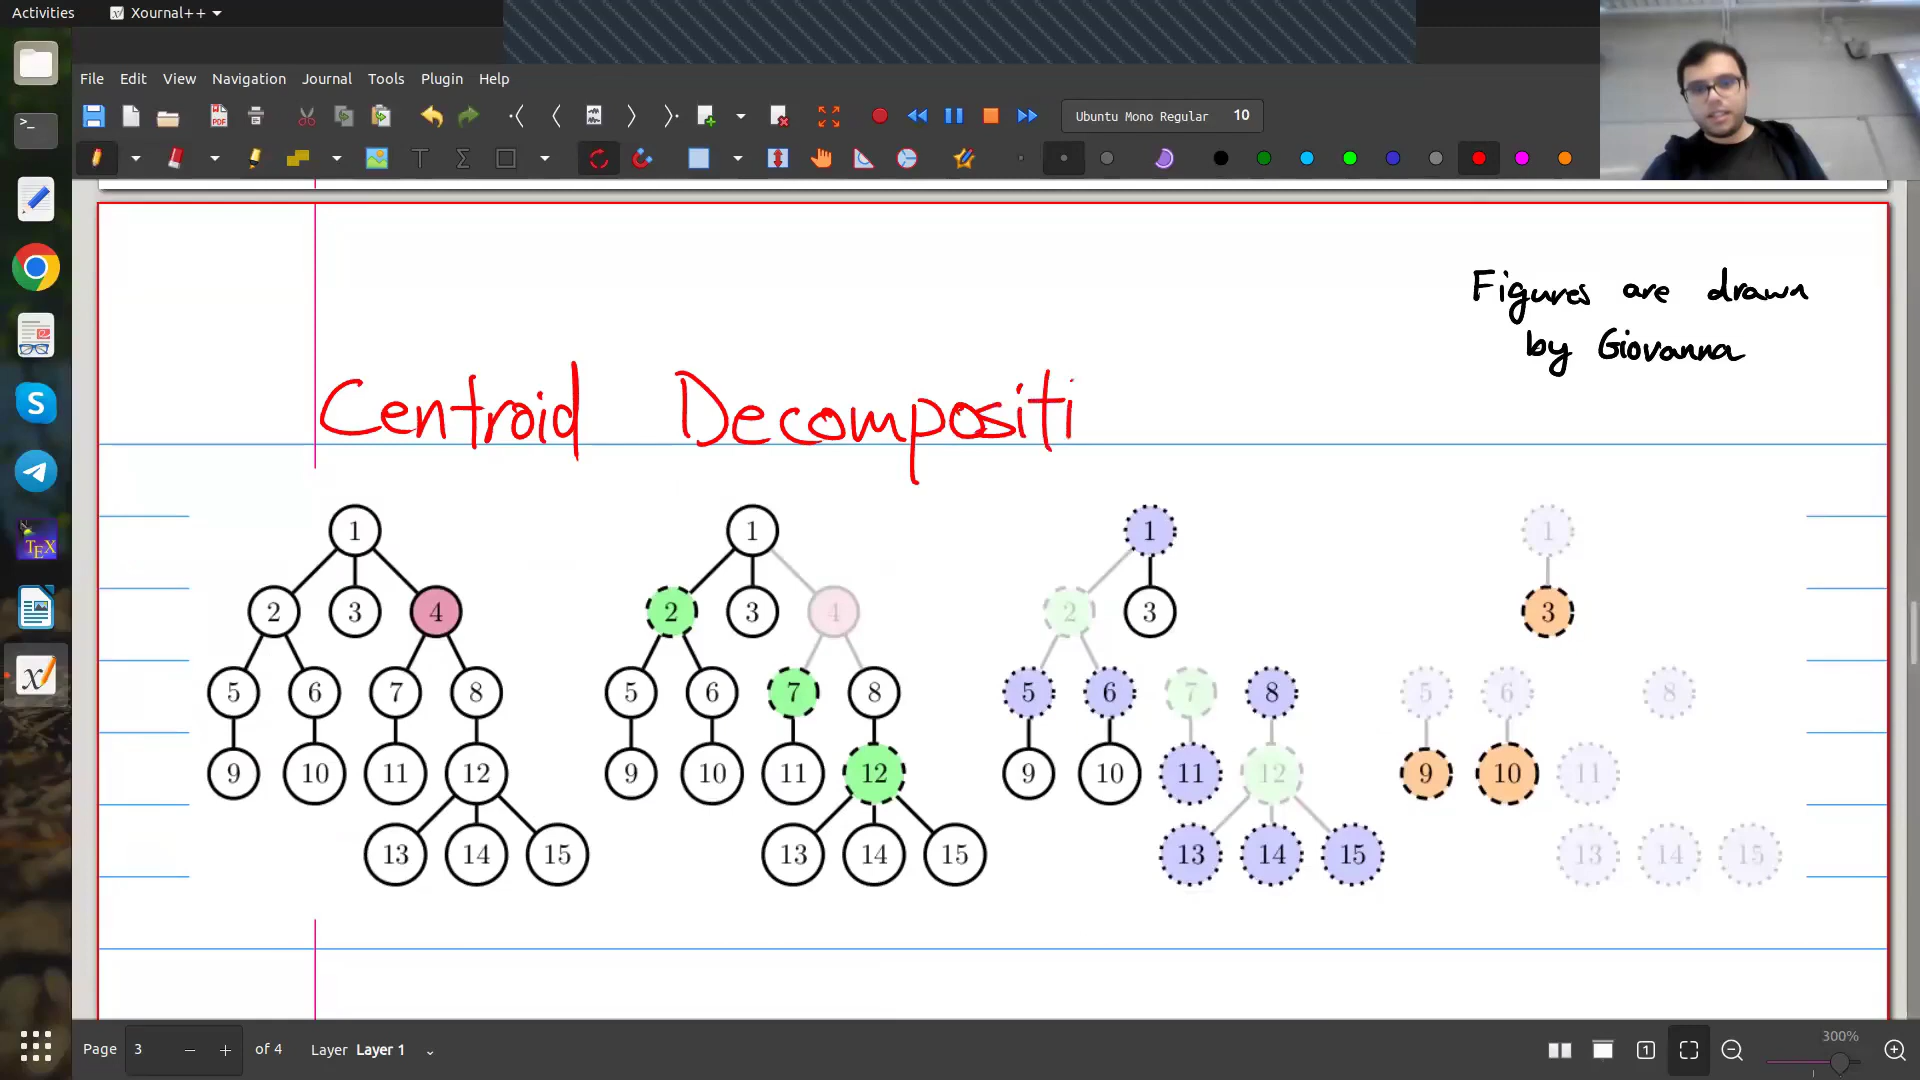 Activities Xournal++
File Edit View Navigation Journal Tools Plugin Help
Ubuntu Mono Regular 10
Figures are drawn
by Giovanna
Centroid Decompositi
1 1 1 1
2 3 4 2 3 4 2 3 3
5 6 7 8 5 6 7 8 5 6 7 8 5 6 8
9 10 11 12 9 10 11 12 9 10 11 12 9 10 11
13 14 15 13 14 15 13 14 15 13 14 15
Page 3 - + of 4 Layer Layer 1 300%